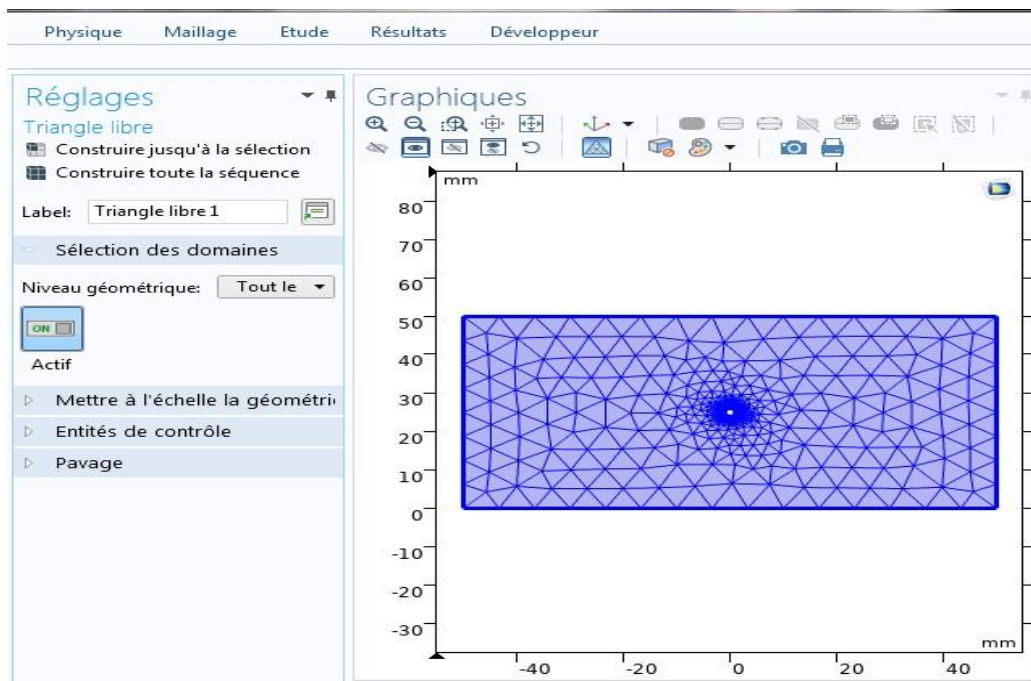 Physique Maillage Etude Résultats Développeur
Réglages
Triangle libre
Construire jusqu'à la sélection
Construire toute la séquence
Label: Triangle libre 1
Sélection des domaines
Niveau géométrique: Tout le
ON
Actif
Mettre à l'échelle la géométri
Entités de contrôle
Pavage
Graphiques
mm
80
70
60
50
40
30
20
10
0
-10
-20
-30
mm
-40 -20 0 20 40